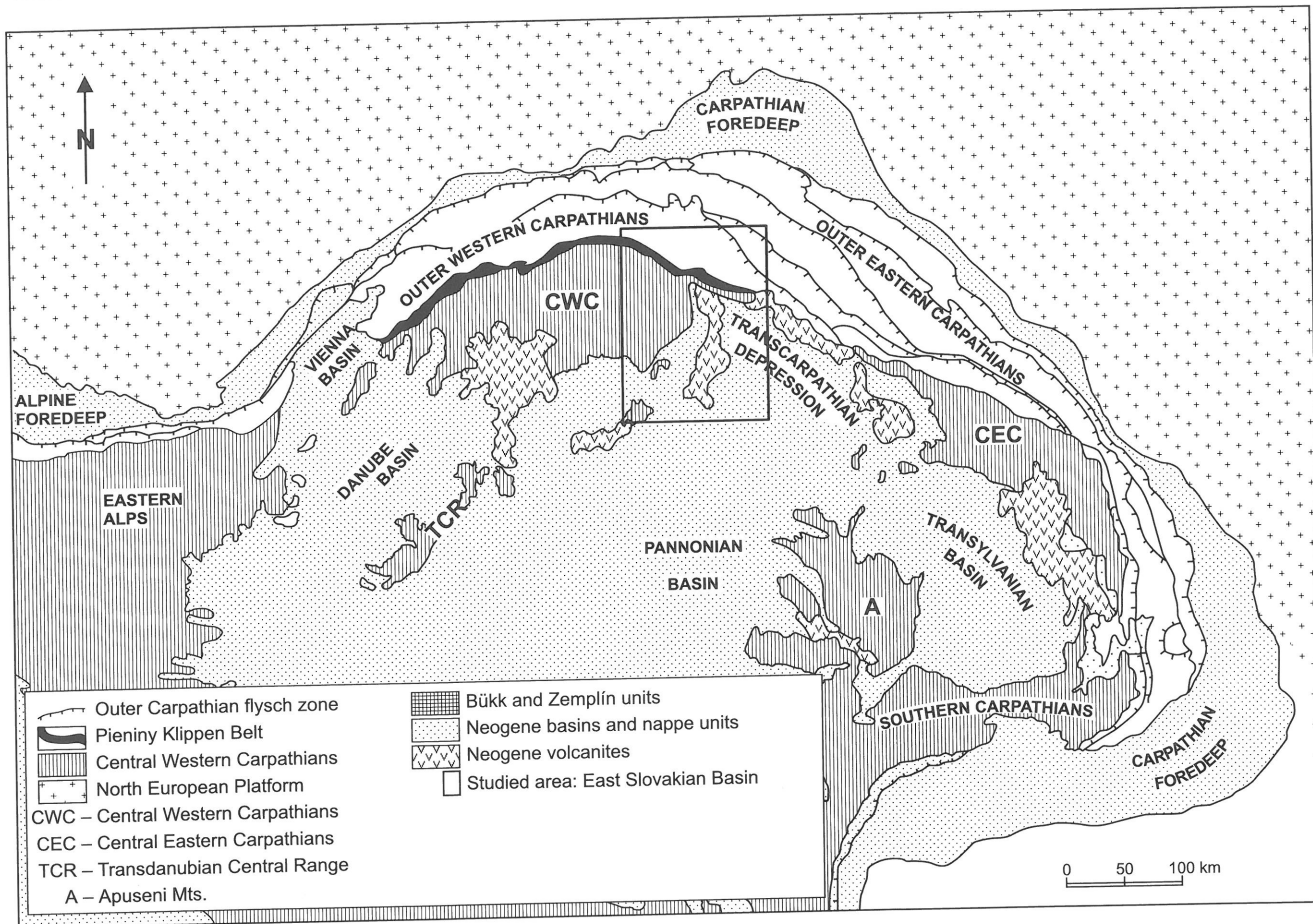 N
CARPATHIAN
FOREDEEP
OUTER WESTERN CARPATHIANS
OUTER EASTERN CARPATHIANS
CWC
VIENNA
BASIN
TRANSCARPATHIAN
DEPRESSION
ALPINE
FOREDEEP
CEC
DANUBE
BASIN
EASTERN
ALPS
TCR
PANNONIAN
BASIN
TRANSYLVANIAN
BASIN
A
SOUTHERN CARPATHIANS
CARPATHIAN
FOREDEEP
Outer Carpathian flysch zone
Pieniny Klippen Belt
Central Western Carpathians
North European Platform
CWC – Central Western Carpathians
CEC – Central Eastern Carpathians
TCR – Transdanubian Central Range
A – Apuseni Mts.
Bükk and Zemplín units
Neogene basins and nappe units
Neogene volcanites
Studied area: East Slovakian Basin
0 50 100 km